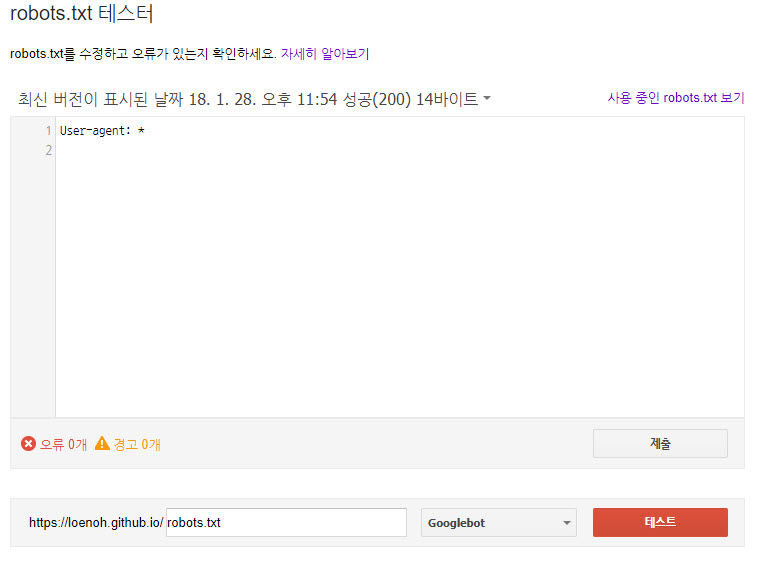 robots.txt 테스터
robots.txt를 수정하고 오류가 있는지 확인하세요. 자세히 알아보기
최신 버전이 표시된 날짜 18. 1. 28. 오후 11:54 성공(200) 14바이트 사용 중인 robots.txt 보기
1 User-agent: *
2
오류 0개 경고 0개 제출
https://loenoh.github.io/ robots.txt Googlebot 테스트